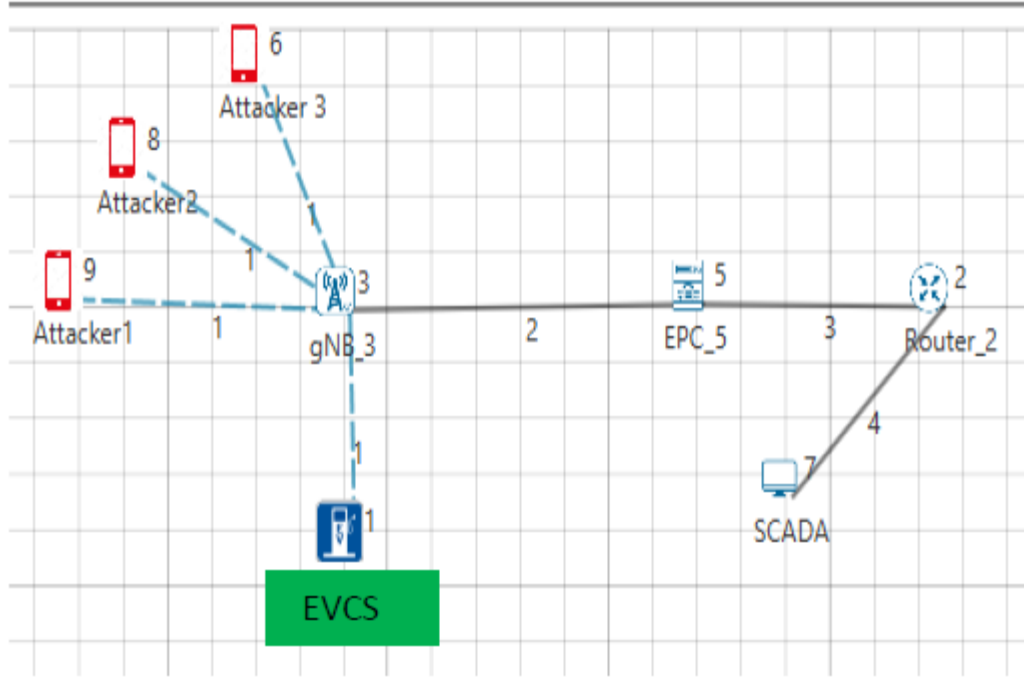 6
Attacker 3
8
Attacker2
1
1
9
Attacker1
1
3
gNB_3
2
5
EPC_5
3
2
Router_2
4
7
SCADA
1
1
EVCS